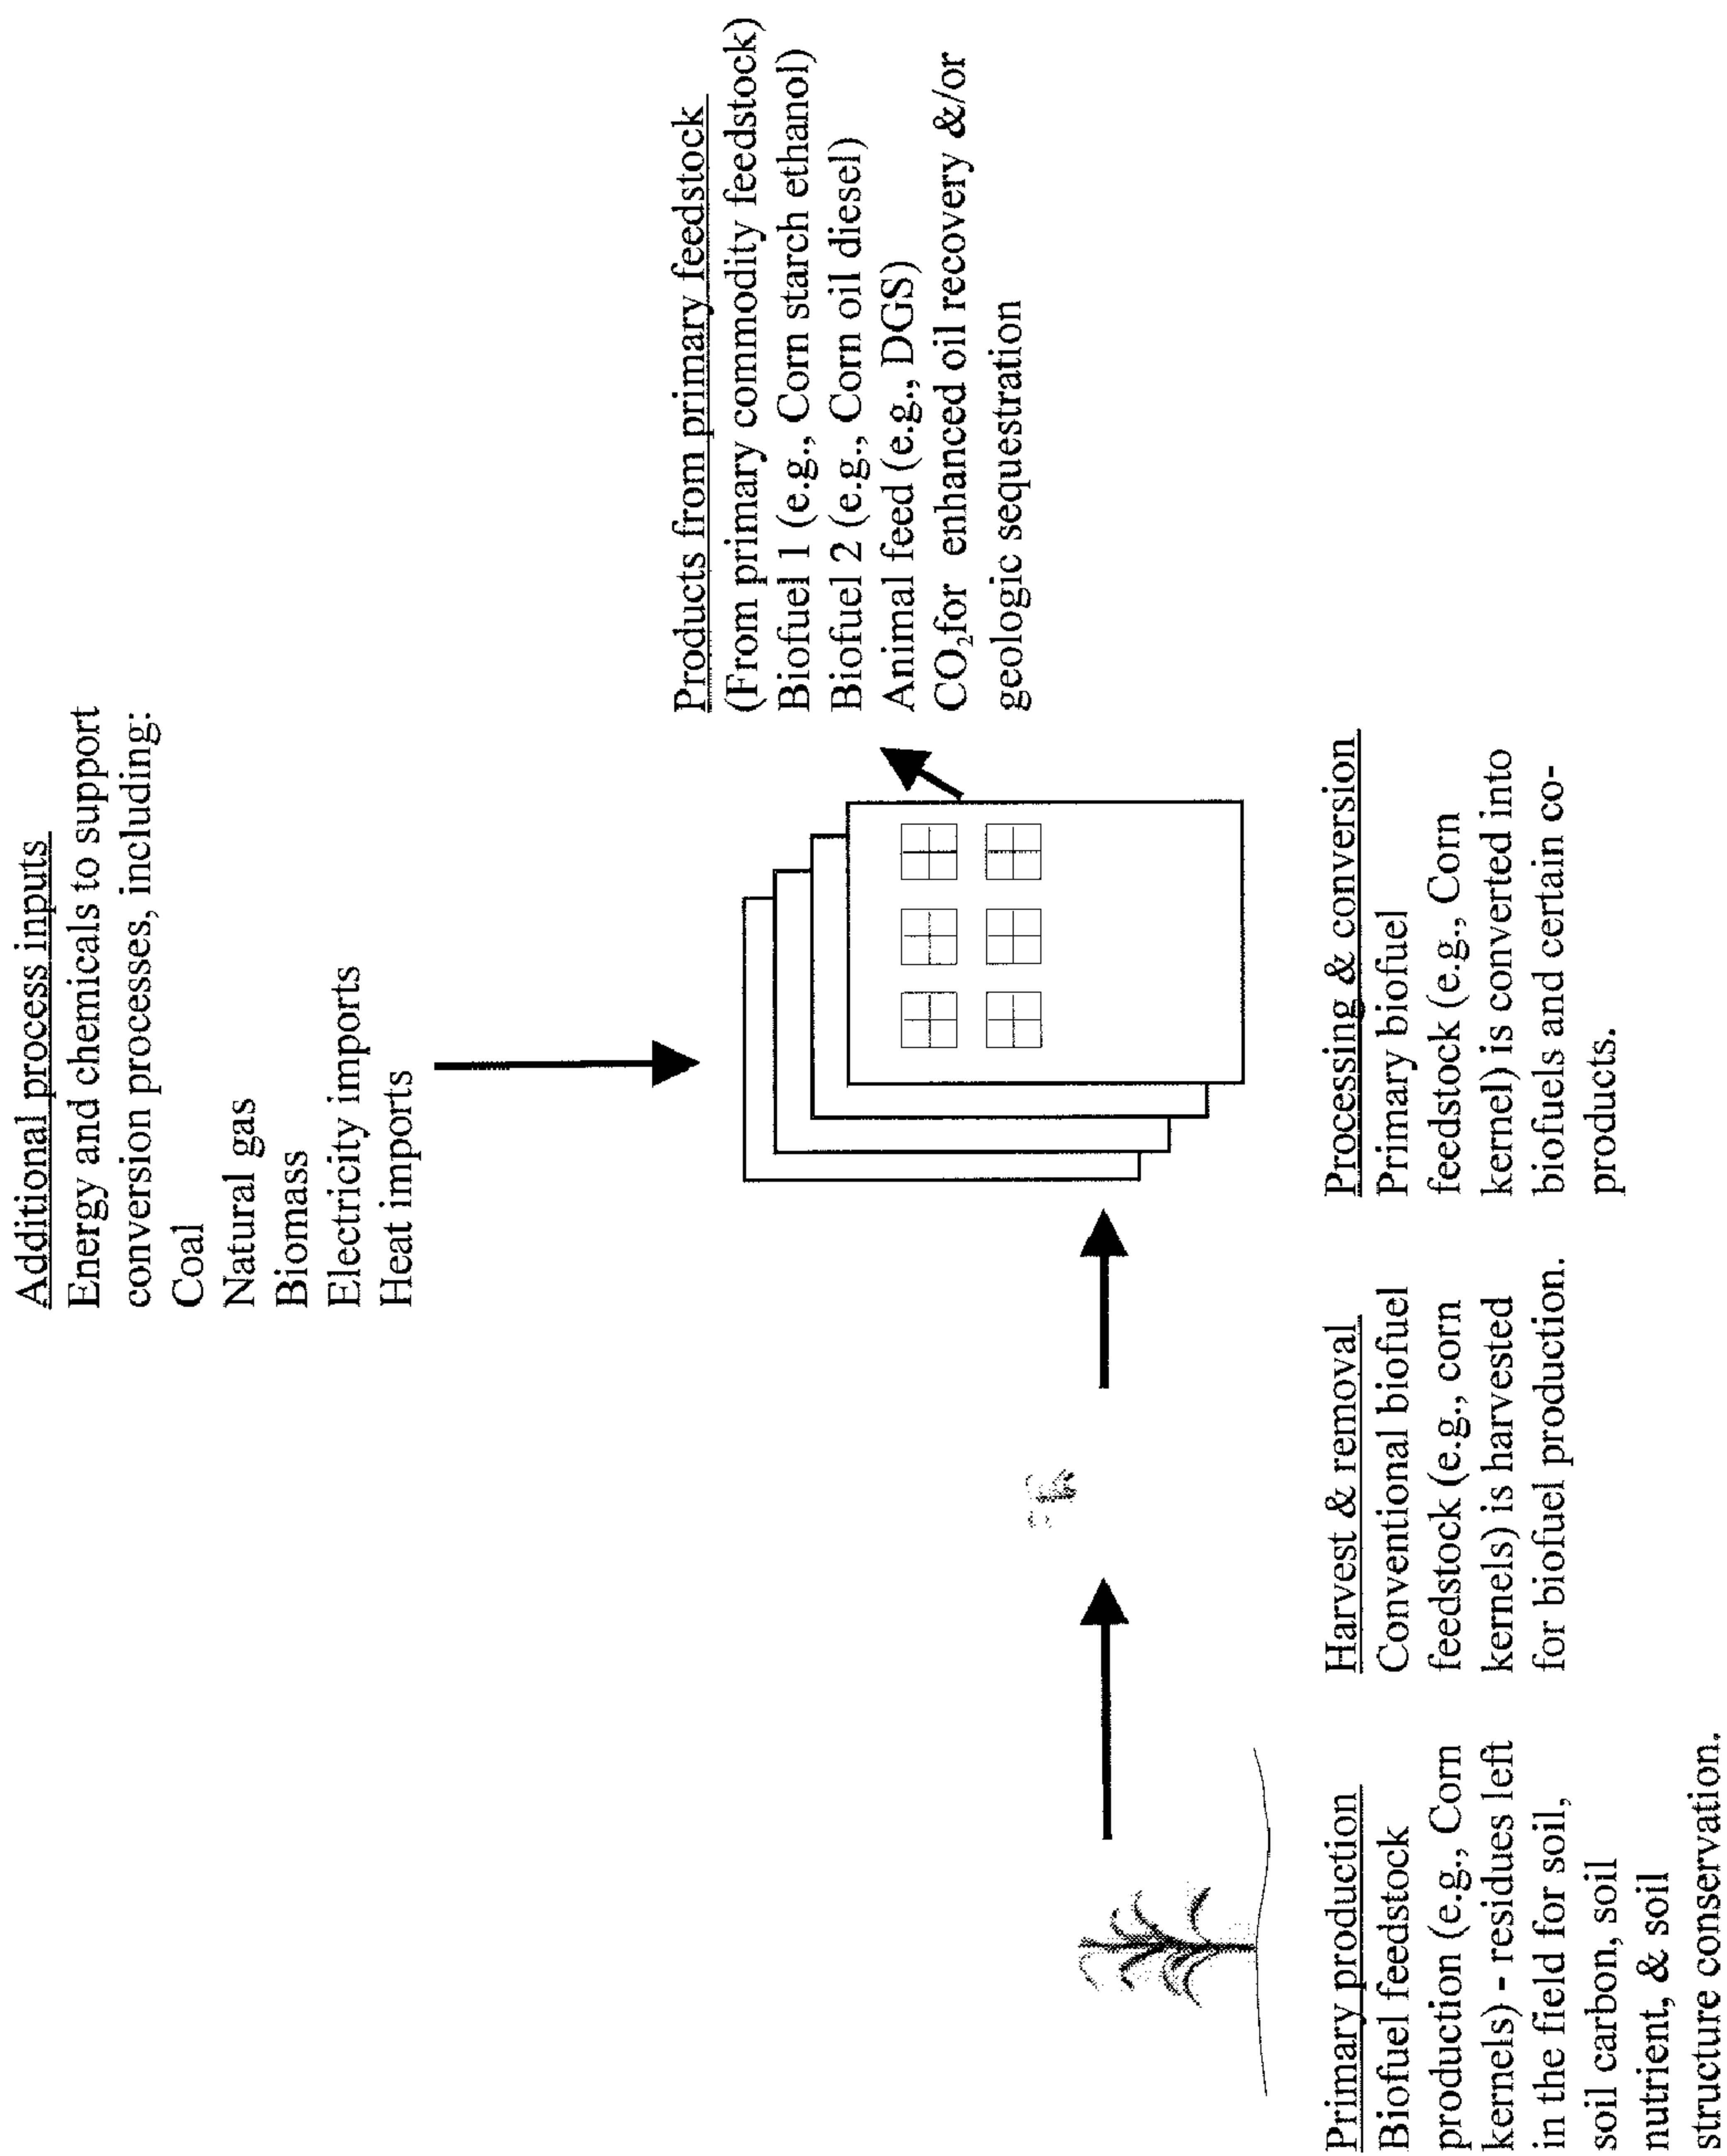 Additional process inputs
Energy and chemicals to support
conversion processes, including:
Coal
Natural gas
Biomass
Electricity imports
Heat imports
Products from primary feedstock
(From primary commodity feedstock)
Biofuel 1 (e.g., Corn starch ethanol)
Biofuel 2 (e.g., Corn oil diesel)
Animal feed (e.g., DGS)
CO₂for enhanced oil recovery &/or
geologic sequestration
Primary production
Biofuel feedstock
production (e.g., Corn
kernels) - residues left
in the field for soil,
soil carbon, soil
nutrient, & soil
structure conservation.
Harvest & removal
Conventional biofuel
feedstock (e.g., corn
kernels) is harvested
for biofuel production.
Processing & conversion
Primary biofuel
feedstock (e.g., Corn
kernel) is converted into
biofuels and certain co-
products.